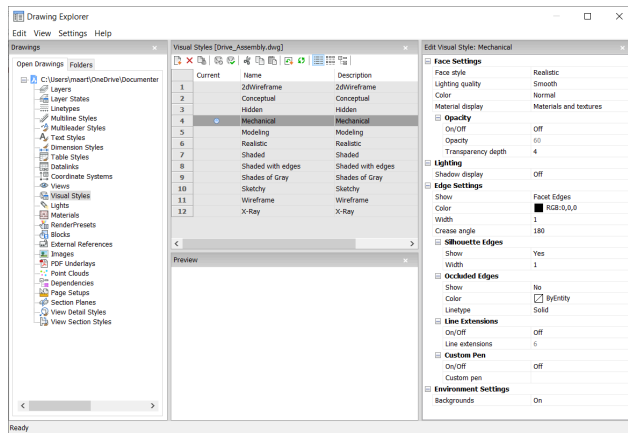 Drawing Explorer
Edit View Settings Help
Drawings
Open Drawings Folders
C:\Users\maart\OneDrive\Documenter
Layers
Layer States
Linetypes
Multiline Styles
Multileader Styles
Text Styles
Dimension Styles
Table Styles
Datalinks
Coordinate Systems
Views
Visual Styles
Lights
Materials
RenderPresets
Blocks
External References
Images
PDF Underlays
Point Clouds
Dependencies
Page Setups
Section Planes
View Detail Styles
View Section Styles
Visual Styles [Drive_Assembly.dwg]
Current Name Description
1 2dWireframe 2dWireframe
2 Conceptual Conceptual
3 Hidden Hidden
4 Mechanical Mechanical
5 Modeling Modeling
6 Realistic Realistic
7 Shaded Shaded
8 Shaded with edges Shaded with edges
9 Shades of Gray Shades of Gray
10 Sketchy Sketchy
11 Wireframe Wireframe
12 X-Ray X-Ray
Preview
Edit Visual Style: Mechanical
Face Settings
Face style Realistic
Lighting quality Smooth
Color Normal
Material display Materials and textures
Opacity
On/Off Off
Opacity 60
Transparency depth 4
Lighting
Shadow display Off
Edge Settings
Show Facet Edges
Color RGB:0,0,0
Width 1
Crease angle 180
Silhouette Edges
Show Yes
Width 1
Occluded Edges
Show No
Color ByEntity
Linetype Solid
Line Extensions
On/Off Off
Line extensions 6
Custom Pen
On/Off Off
Custom pen
Environment Settings
Backgrounds On
Ready